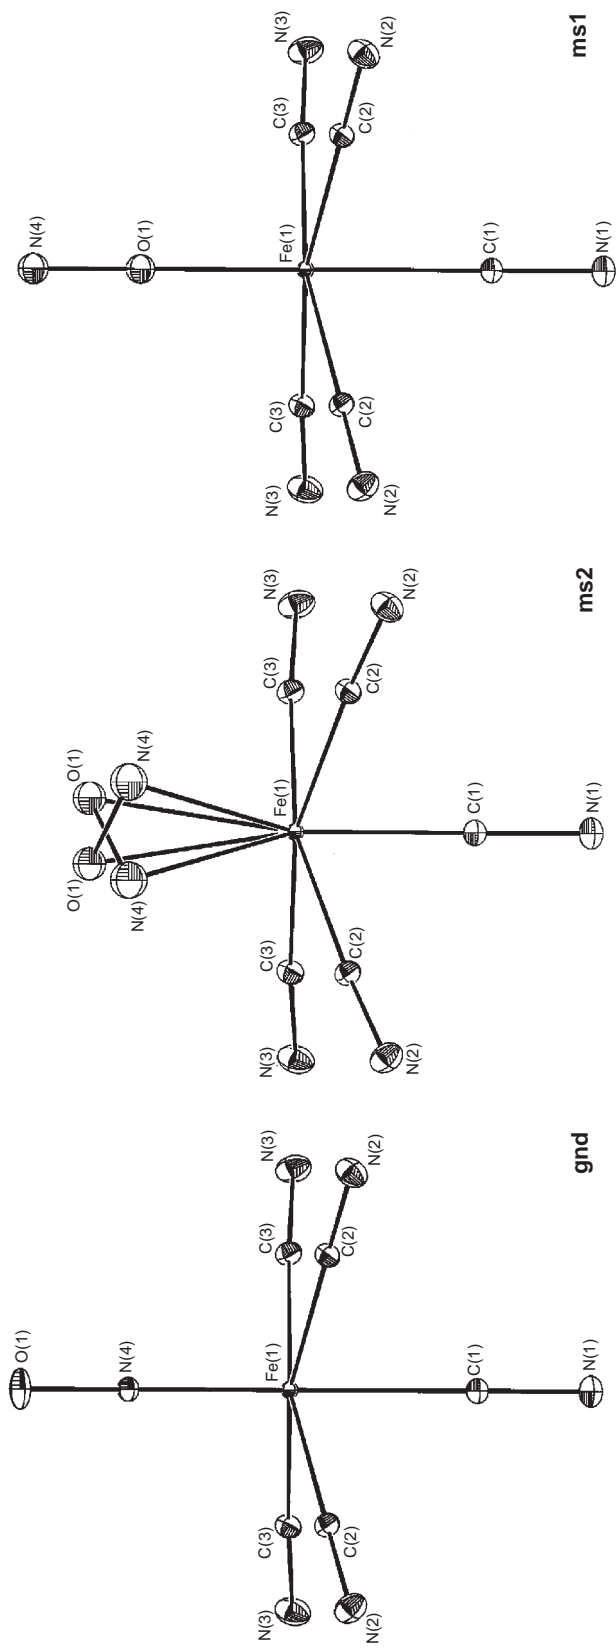 O(1)
N(4)
N(3)
C(3)
Fe(1)
C(3)
N(3)
N(2)
C(2)
C(2)
N(2)
C(1)
N(1)
gnd
O(1)
O(1)
N(4)
N(4)
N(3)
C(3)
Fe(1)
C(3)
N(3)
N(2)
C(2)
C(2)
N(2)
C(1)
N(1)
ms2
N(4)
O(1)
N(3)
C(3)
Fe(1)
C(3)
N(3)
N(2)
C(2)
C(2)
N(2)
C(1)
N(1)
ms1